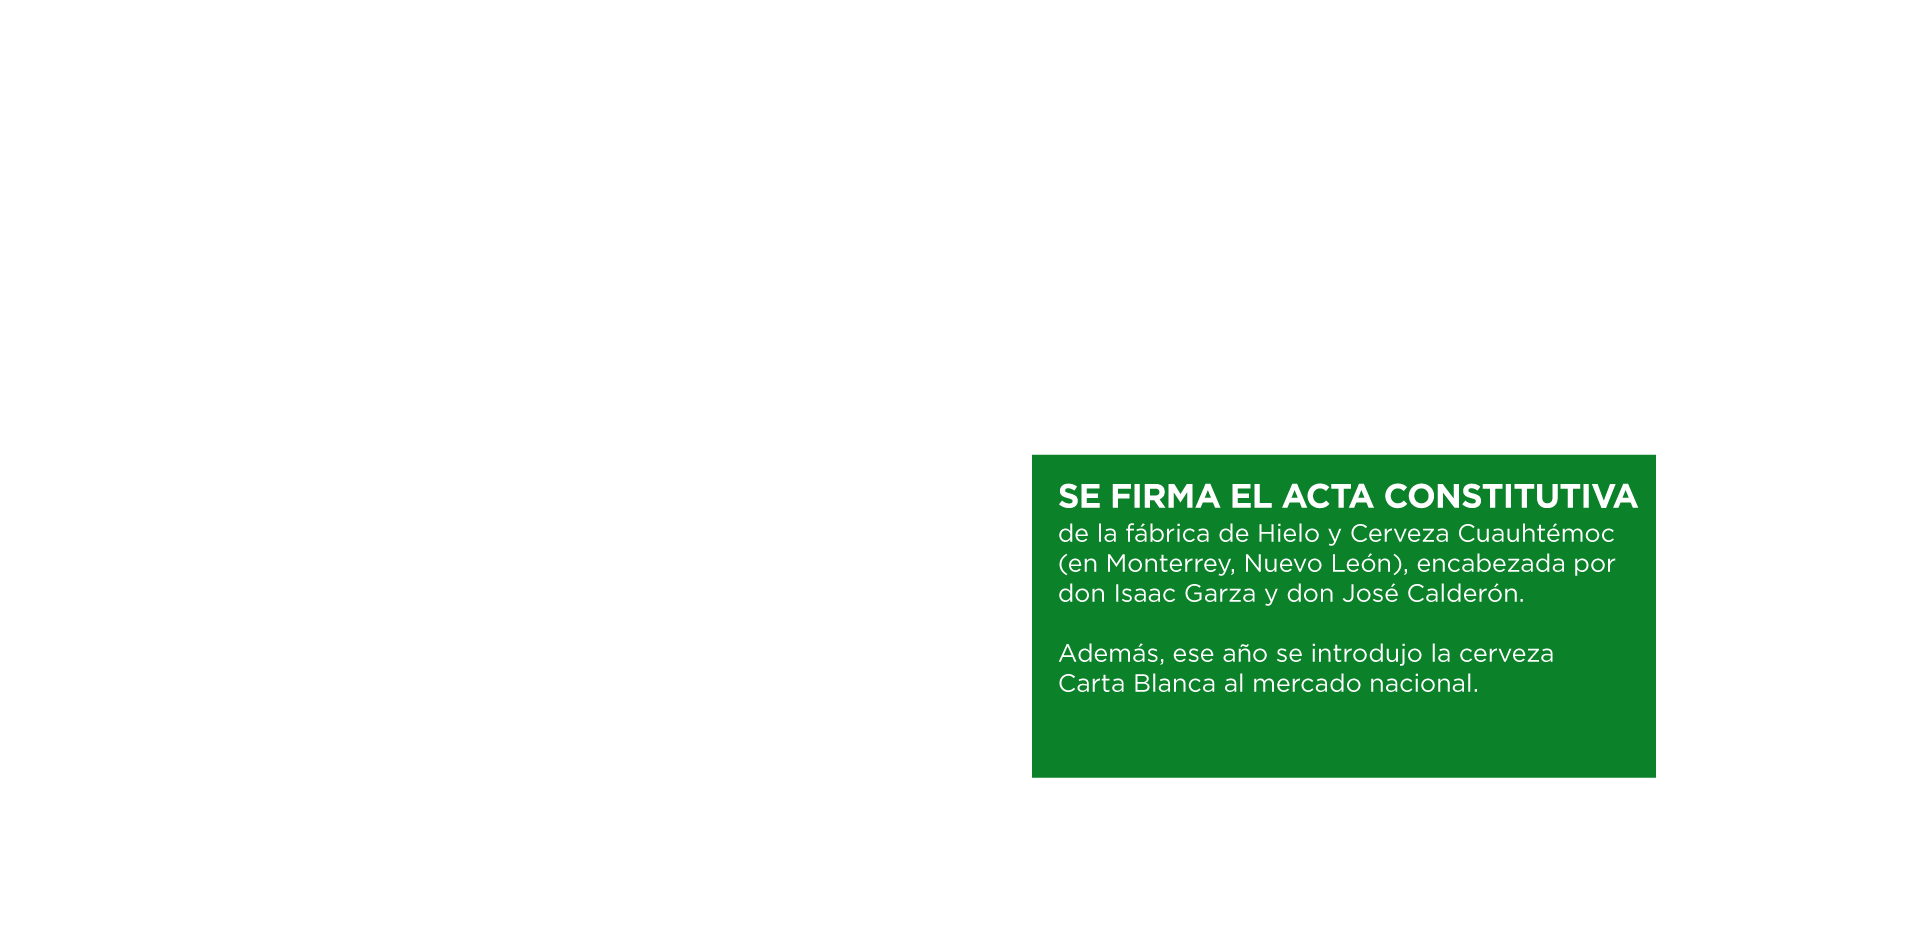 SE FIRMA EL ACTA CONSTITUTIVA
de la fábrica de Hielo y Cerveza Cuauhtémoc
(en Monterrey, Nuevo León), encabezada por
don Isaac Garza y don José Calderón.
Además, ese año se introdujo la cerveza
Carta Blanca al mercado nacional.